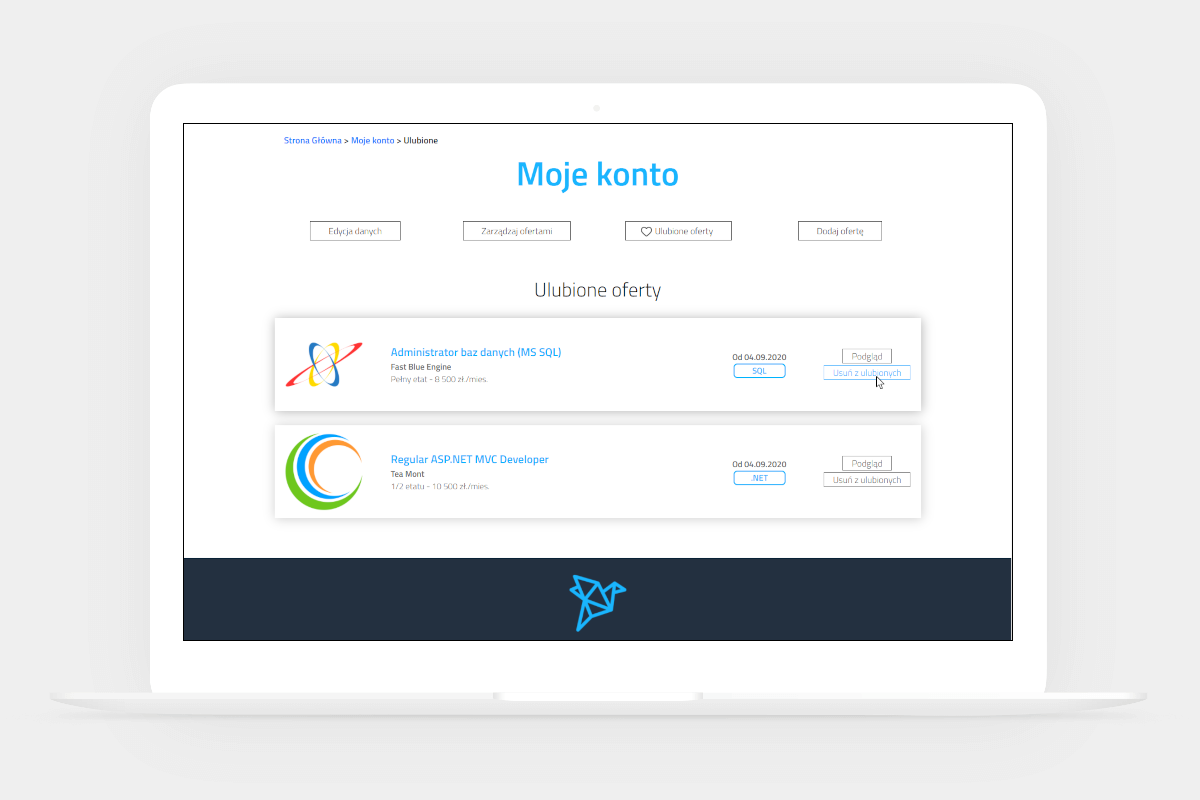 Strona Główna > Moje konto > Ulubione
Moje konto
Edycja danych
Zarządzaj ofertami
Ulubione oferty
Dodaj ofertę
Ulubione oferty
Administrator baz danych (MS SQL)
Fast Blue Engine
Pełny etat - 8 500 zł./mies.
Od 04.09.2020
SQL
Podgląd
Usuń z ulubionych
Regular ASP.NET MVC Developer
Tea Mont
1/2 etatu - 10 500 zł./mies.
Od 04.09.2020
.NET
Podgląd
Usuń z ulubionych